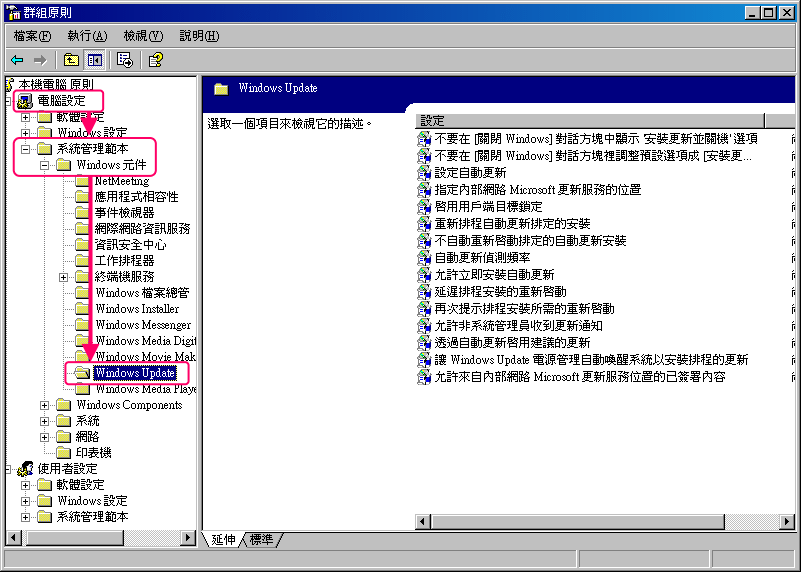 群組原則
檔案(F) 執行(A) 檢視(V) 說明(H)
本機電腦 原則
電腦設定
軟體設定
Windows 設定
系統管理範本
Windows 元件
NetMeeting
應用程式相容性
事件檢視器
網際網路資訊服務
資訊安全中心
工作排程器
終端機服務
Windows 檔案總管
Windows Installer
Windows Messenger
Windows Media Digit
Windows Movie Mak
Windows Update
Windows Media Playe
Windows Components
系統
網路
印表機
使用者設定
軟體設定
Windows 設定
系統管理範本
Windows Update
選取一個項目來檢視它的描述。
設定
不要在 [關閉 Windows] 對話方塊中顯示 '安裝更新並關機' 選項
不要在 [關閉 Windows] 對話方塊裡調整預設選項成 [安裝更...
設定自動更新
指定內部網路 Microsoft 更新服務的位置
啓用用戶端目標鎖定
重新排程自動更新排定的安裝
不自動重新啓動排定的自動更新安裝
自動更新偵測頻率
允許立即安裝自動更新
延遲排程安裝的重新啓動
再次提示排程安裝所需的重新啓動
允許非系統管理員收到更新通知
透過自動更新啓用建議的更新
讓 Windows Update 電源管理自動喚醒系統以安裝排程的更新
允許來自內部網路 Microsoft 更新服務位置的已簽署內容
延伸 標準